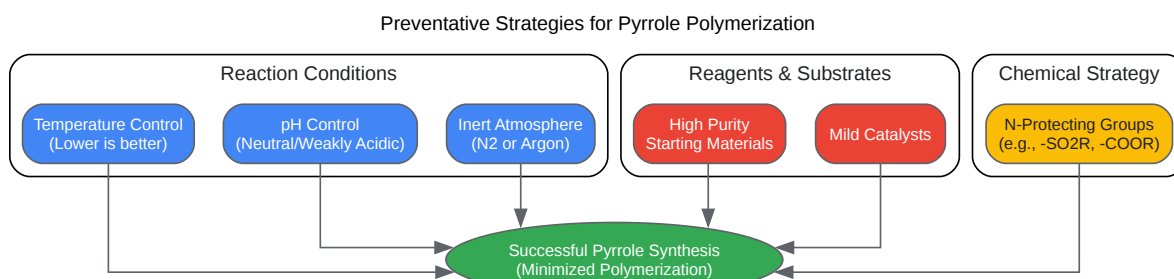 Preventative Strategies for Pyrrole Polymerization
Reaction Conditions
Temperature Control
(Lower is better)
pH Control
(Neutral/Weakly Acidic)
Inert Atmosphere
(N2 or Argon)
Reagents & Substrates
High Purity
Starting Materials
Mild Catalysts
Chemical Strategy
N-Protecting Groups
(e.g., -SO2R, -COOR)
Successful Pyrrole Synthesis
(Minimized Polymerization)